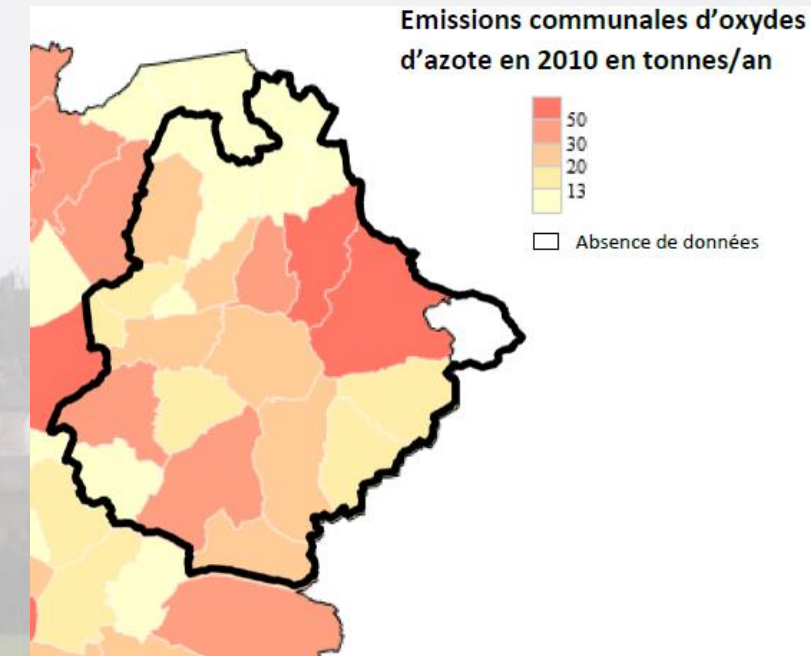 Emissions communales d’oxydes
d’azote en 2010 en tonnes/an
50
30
20
13
Absence de données